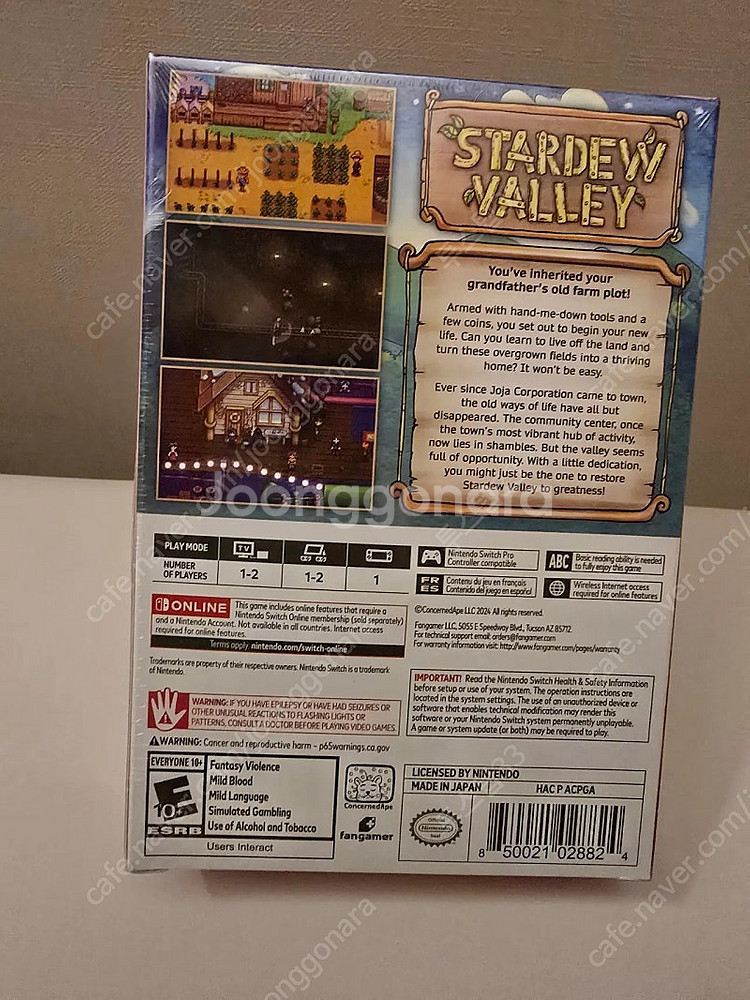 STARDEW
VALLEY
You've inherited your
grandfather's old farm plot!
Armed with hand-me-down tools and a
few coins, you set out to begin your new
life. Can you learn to live off the land and
turn these overgrown fields into a thriving
home? It won't be easy.
Ever since Joja Corporation came to town,
the old ways of life have all but
disappeared. The community center, once
the town's most vibrant hub of activity,
now lies in shambles. But the valley seems
full of opportunity. With a little dedication,
you might just be the one to restore
Stardew Valley to greatness!
Joonggonara
PLAY MODE
TV
NUMBER
OF PLAYERS
1-2
1-2
1
Nintendo Switch Pro
Controller compatible
ABC
Basic reading ability is needed
to fully enjoy this game
FR
ES
Contenu du jeu en français
Contenido del juego en español
Wireless Internet access
required for online features
ONLINE
This game includes online features that require a
Nintendo Switch Online membership (sold separately)
and a Nintendo Account. Not available in all countries. Internet access
required for online features.
Terms apply. nintendo.com/switch-online
Trademarks are property of their respective owners. Nintendo Switch is a trademark
of Nintendo.
©ConcernedApe LLC 2024 All rights reserved.
Fangamer LLC, 5055 E Speedway Blvd., Tucson AZ 85712.
For technical support email: orders@fangamer.com
For warranty information visit: http://www.fangamer.com/pages/warranty
WARNING: IF YOU HAVE EPILEPSY OR HAVE HAD SEIZURES OR
OTHER UNUSUAL REACTIONS TO FLASHING LIGHTS OR
PATTERNS, CONSULT A DOCTOR BEFORE PLAYING VIDEO GAMES.
WARNING: Cancer and reproductive harm - p65warnings.ca.gov
IMPORTANT! Read the Nintendo Switch Health & Safety Information
before setup or use of your system. The operation instructions are
located in the system settings. The use of an unauthorized device or
software that enables technical modification may render this
software or your Nintendo Switch system permanently unplayable.
A game or system update (or both) may be required to play.
EVERYONE 10+
E
10+
ESRB
Fantasy Violence
Mild Blood
Mild Language
Simulated Gambling
Use of Alcohol and Tobacco
Users Interact
ConcernedApe
fangamer
LICENSED BY NINTENDO
MADE IN JAPAN
HAC P ACPGA
Official
Nintendo
Seal
8 50021 02882 4
cafe.naver.com/joonggonara